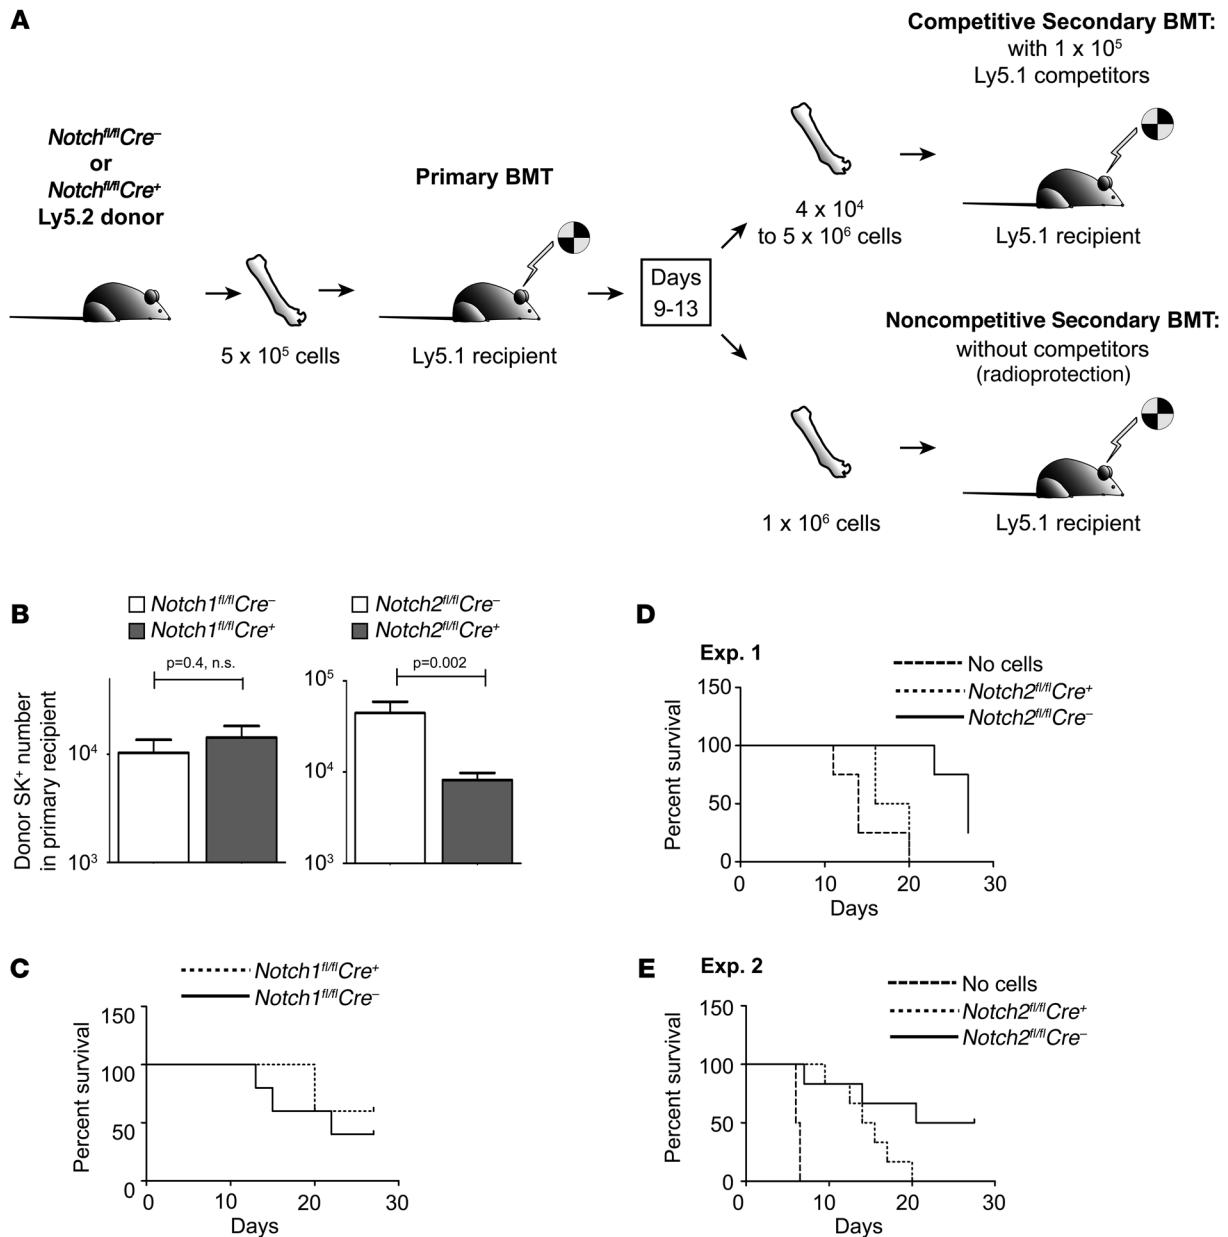 A
Notch^fl/fl Cre^–
or
Notch^fl/fl Cre^+
Ly5.2 donor
5 x 10^5 cells
Primary BMT
Ly5.1 recipient
Days
9-13
Competitive Secondary BMT:
with 1 x 10^5
Ly5.1 competitors
4 x 10^4
to 5 x 10^6 cells
Ly5.1 recipient
Noncompetitive Secondary BMT:
without competitors
(radioprotection)
1 x 10^6 cells
Ly5.1 recipient
B
Notch1^fl/fl Cre^–
Notch1^fl/fl Cre^+
Notch2^fl/fl Cre^–
Notch2^fl/fl Cre^+
p=0.4, n.s.
p=0.002
Donor SK^+ number
in primary recipient
10^4
10^3
10^5
10^4
10^3
C
Notch1^fl/fl Cre^+
Notch1^fl/fl Cre^–
Percent survival
150
100
50
0
0 10 20 30
Days
D
Exp. 1
No cells
Notch2^fl/fl Cre^+
Notch2^fl/fl Cre^–
Percent survival
150
100
50
0
0 10 20 30
Days
E
Exp. 2
No cells
Notch2^fl/fl Cre^+
Notch2^fl/fl Cre^–
Percent survival
150
100
50
0
0 10 20 30
Days